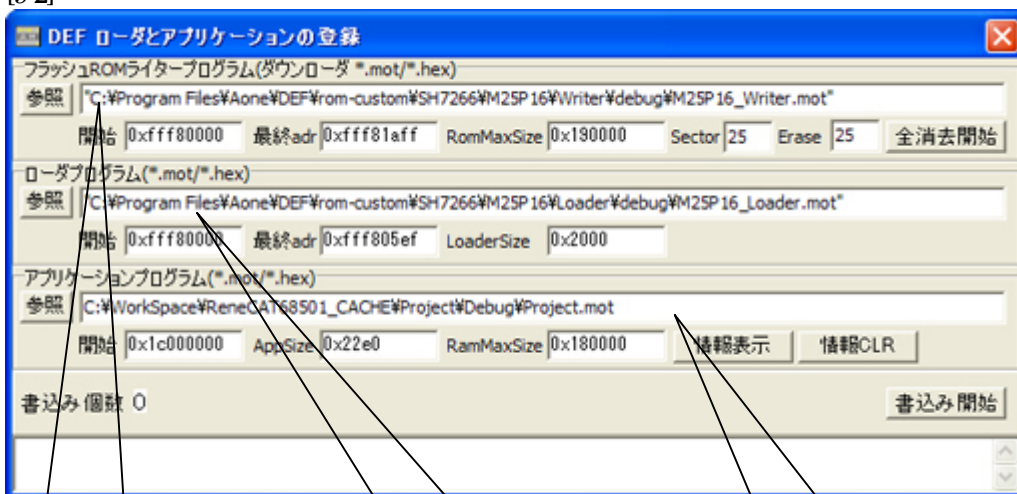 [5-2]
DEF ローダとアプリケーションの登録
フラッシュROMライタープログラム(ダウンローダ *.mot/*.hex)
参照 "C:¥Program Files¥Aone¥DEF¥rom-custom¥SH7266¥M25P16¥Writer¥debug¥M25P16_Writer.mot"
開始 0xfff80000 最終adr 0xfff81aff RomMaxSize 0x190000 Sector 25 Erase 25 全消去開始
ローダプログラム(*.mot/*.hex)
参照 "C:¥Program Files¥Aone¥DEF¥rom-custom¥SH7266¥M25P16¥Loader¥debug¥M25P16_Loader.mot"
開始 0xfff80000 最終adr 0xfff805ef LoaderSize 0x2000
アプリケーションプログラム(*.mot/*.hex)
参照 C:¥WorkSpace¥ReneCAT68501_CACHE¥Project¥Debug¥Project.mot
開始 0x1c000000 AppSize 0x22e0 RamMaxSize 0x180000 情報表示 情報CLR
書込み個数 0 書込み開始